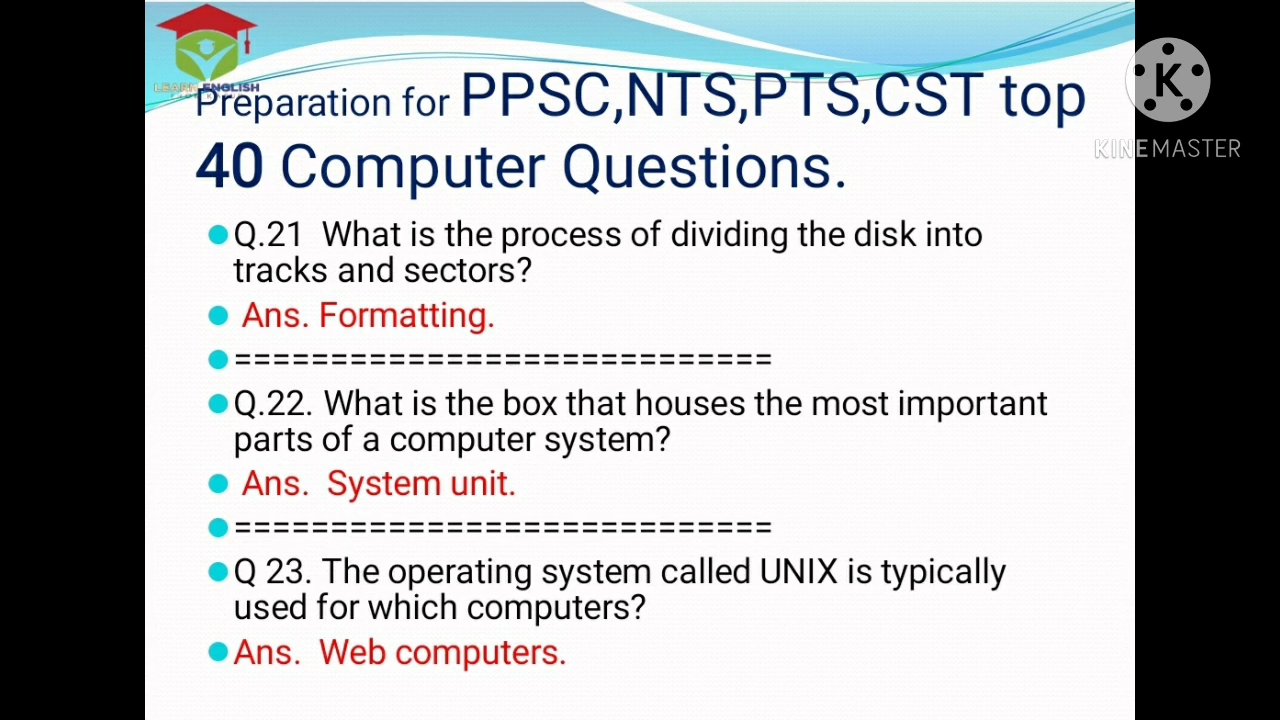 LEARN ENGLISH
Preparation for PPSC,NTS,PTS,CST top
40 Computer Questions.
K
KINEMASTER
Q.21 What is the process of dividing the disk into
tracks and sectors?
Ans. Formatting.
============================
Q.22. What is the box that houses the most important
parts of a computer system?
Ans. System unit.
============================
Q 23. The operating system called UNIX is typically
used for which computers?
Ans. Web computers.